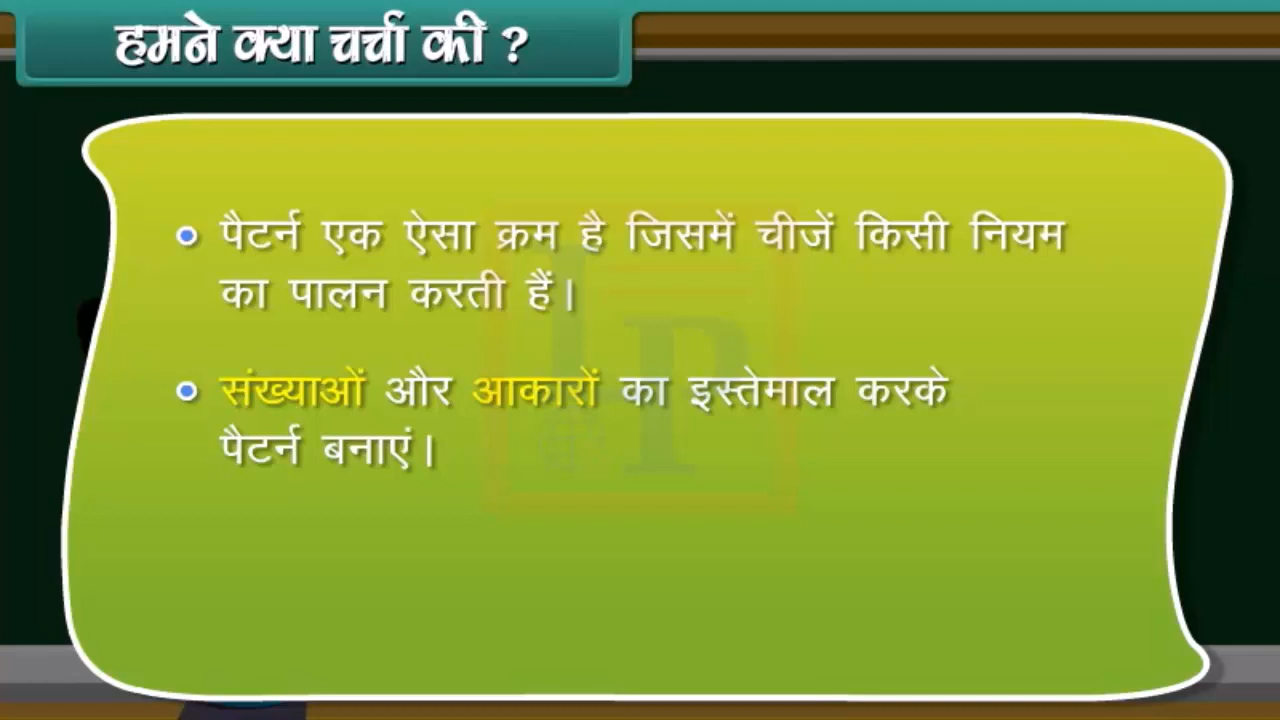 हमने क्या चर्चा की ?
पैटर्न एक ऐसा क्रम है जिसमें चीजें किसी नियम
का पालन करती हैं।
संख्याओं और आकारों का इस्तेमाल करके
पैटर्न बनाएं।